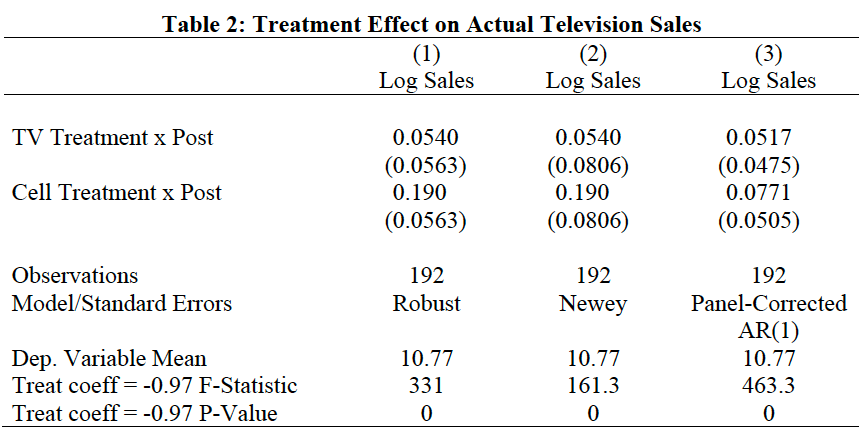 Table 2: Treatment Effect on Actual Television Sales
(1) (2) (3)
Log Sales Log Sales Log Sales
TV Treatment x Post 0.0540 0.0540 0.0517
(0.0563) (0.0806) (0.0475)
Cell Treatment x Post 0.190 0.190 0.0771
(0.0563) (0.0806) (0.0505)
Observations 192 192 192
Model/Standard Errors Robust Newey Panel-Corrected
AR(1)
Dep. Variable Mean 10.77 10.77 10.77
Treat coeff = -0.97 F-Statistic 331 161.3 463.3
Treat coeff = -0.97 P-Value 0 0 0